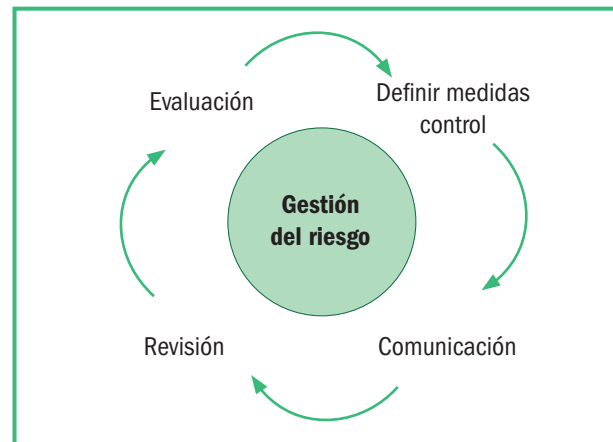 Evaluación
Definir medidas
control
Gestión
del riesgo
Revisión
Comunicación